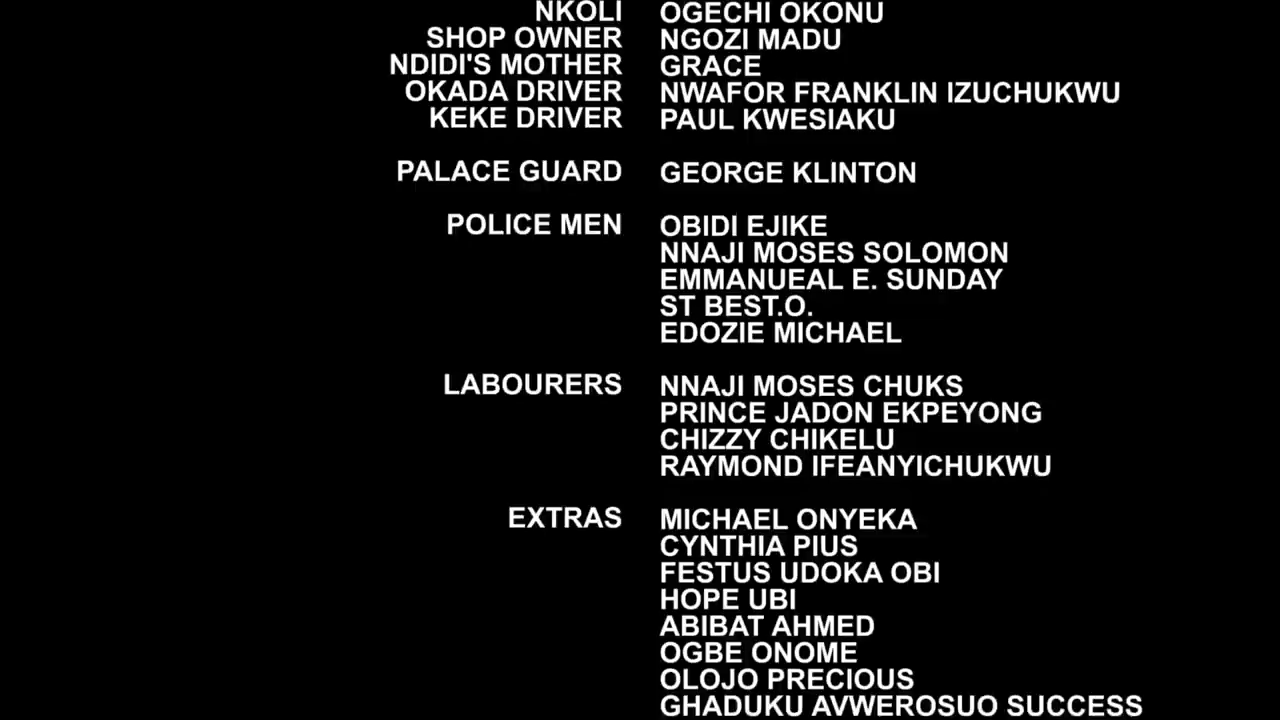 NKOLI OGECHI OKONU
SHOP OWNER NGOZI MADU
NDIDI'S MOTHER GRACE
OKADA DRIVER NWAFOR FRANKLIN IZUCHUKWU
KEKE DRIVER PAUL KWESIAKU
PALACE GUARD GEORGE KLINTON
POLICE MEN OBIDI EJIKE
NNAJI MOSES SOLOMON
EMMANUEAL E. SUNDAY
ST BEST.O.
EDOZIE MICHAEL
LABOURERS NNAJI MOSES CHUKS
PRINCE JADON EKPEYONG
CHIZZY CHIKELU
RAYMOND IFEANYICHUKWU
EXTRAS MICHAEL ONYEKA
CYNTHIA PIUS
FESTUS UDOKA OBI
HOPE UBI
ABIBAT AHMED
OGBE ONOME
OLOJO PRECIOUS
GHADUKU AVWEROSUO SUCCESS